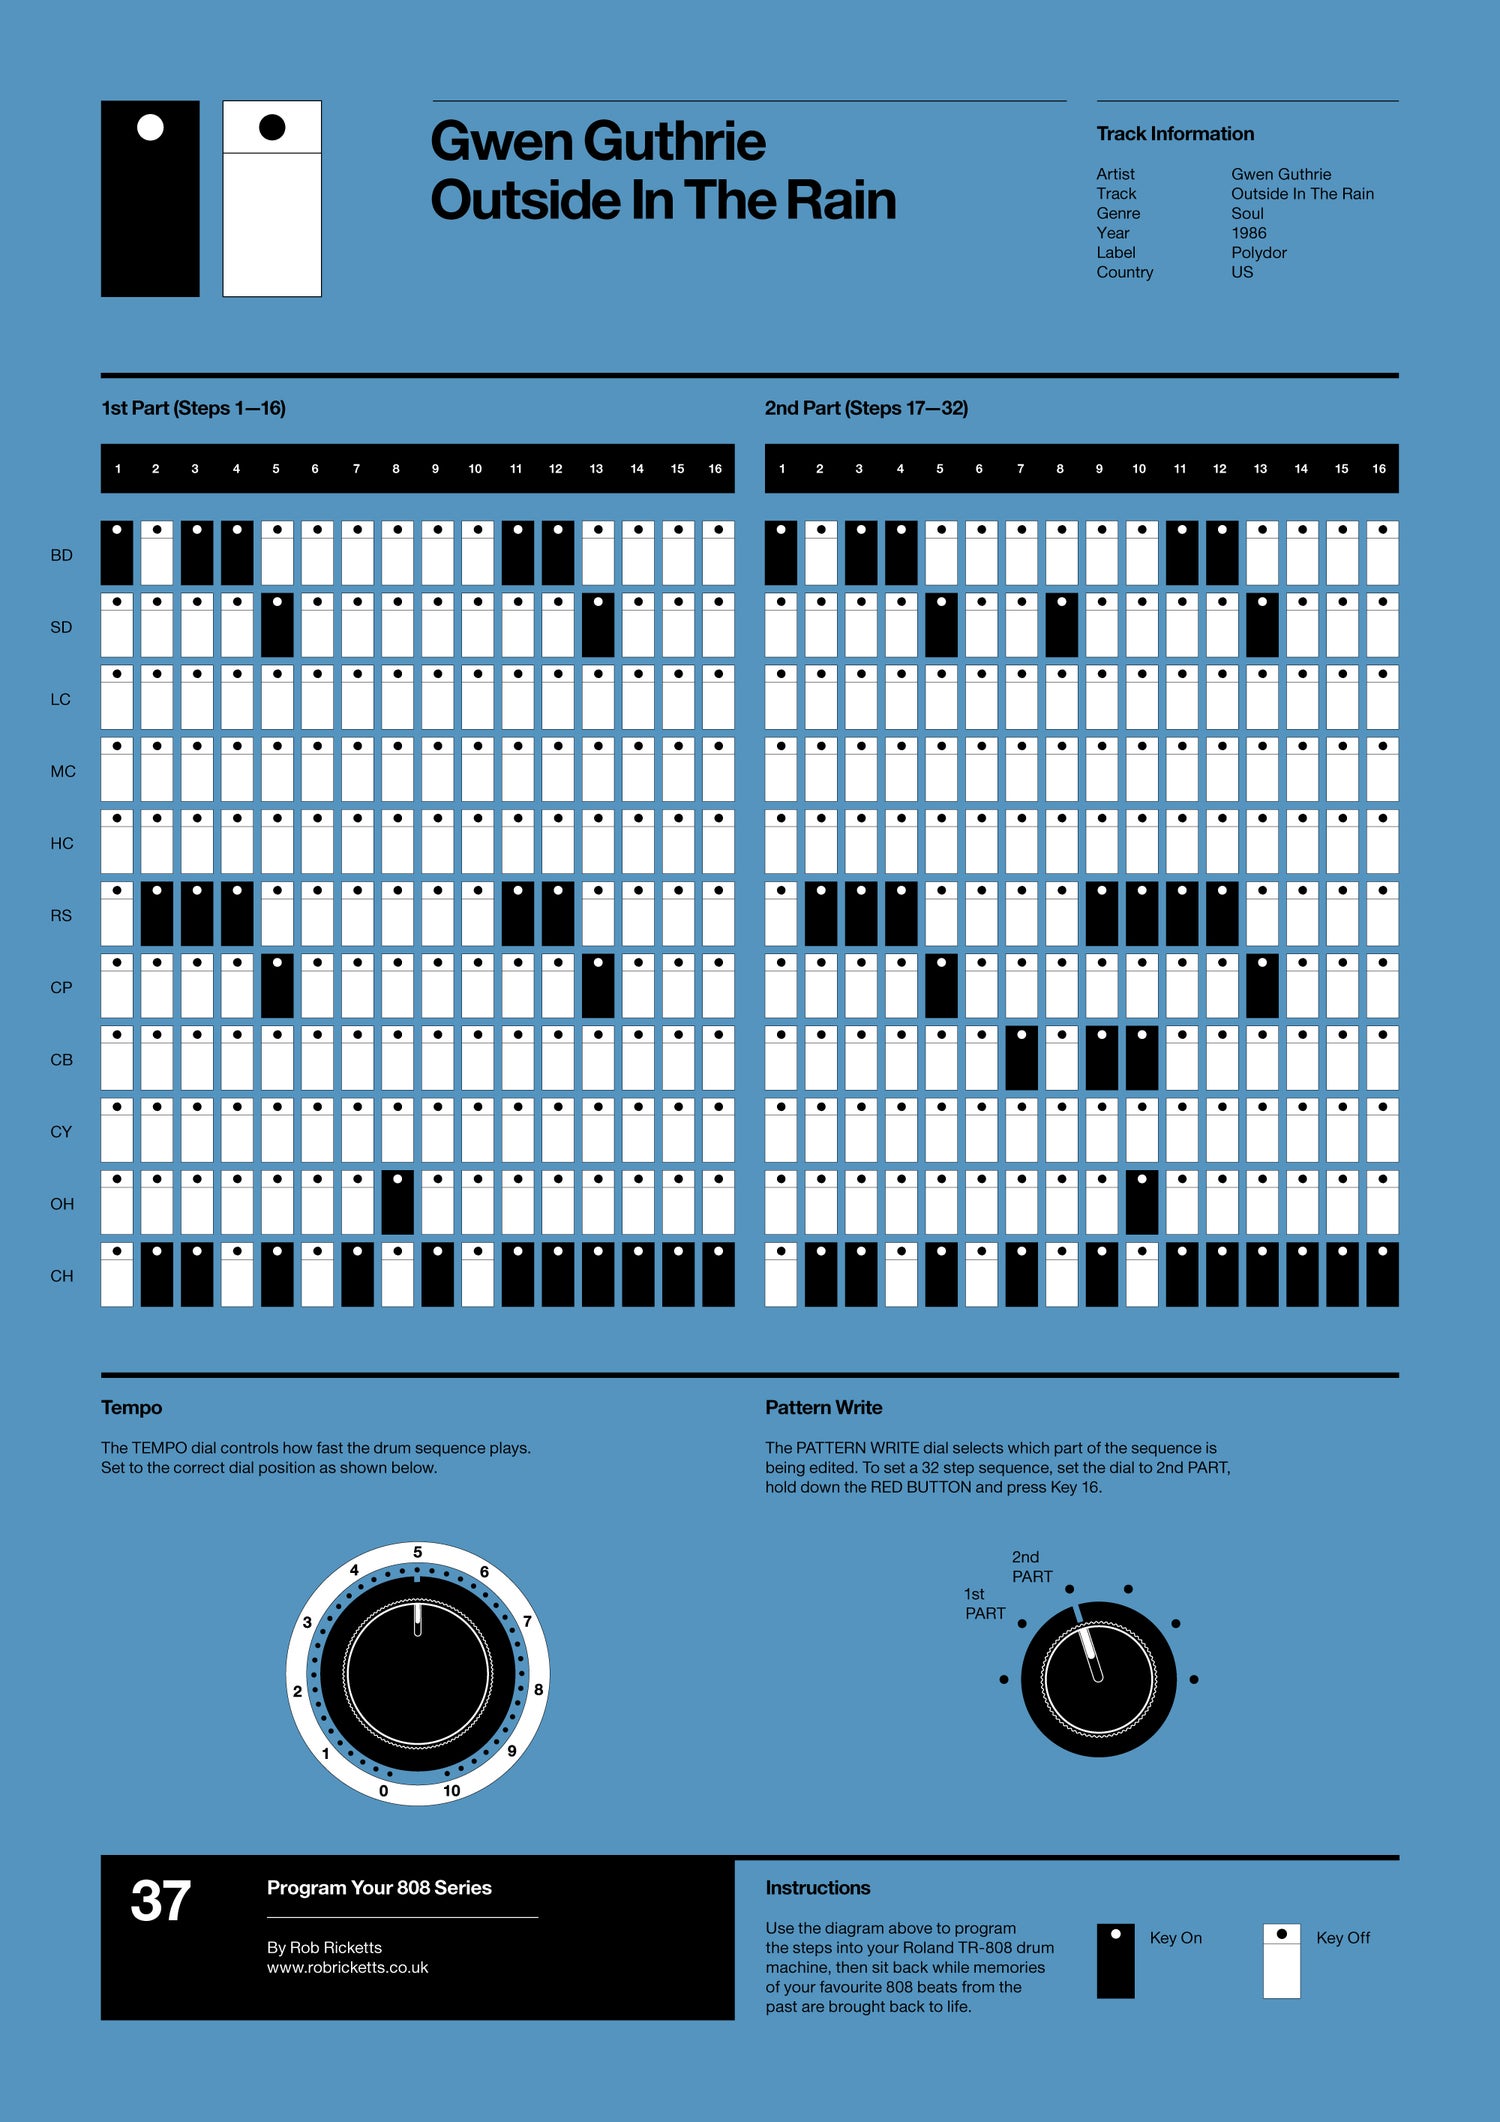 Gwen Guthrie
Outside In The Rain
Track Information
Artist Gwen Guthrie
Track Outside In The Rain
Genre Soul
Year 1986
Label Polydor
Country US
1st Part (Steps 1—16)
1 2 3 4 5 6 7 8 9 10 11 12 13 14 15 16
2nd Part (Steps 17—32)
1 2 3 4 5 6 7 8 9 10 11 12 13 14 15 16
BD
SD
LC
MC
HC
RS
CP
CB
CY
OH
CH
Tempo
The TEMPO dial controls how fast the drum sequence plays.
Set to the correct dial position as shown below.
0 1 2 3 4 5 6 7 8 9 10
Pattern Write
The PATTERN WRITE dial selects which part of the sequence is
being edited. To set a 32 step sequence, set the dial to 2nd PART,
hold down the RED BUTTON and press Key 16.
2nd
PART
1st
PART
37
Program Your 808 Series
By Rob Ricketts
www.robricketts.co.uk
Instructions
Use the diagram above to program
the steps into your Roland TR-808 drum
machine, then sit back while memories
of your favourite 808 beats from the
past are brought back to life.
Key On
Key Off